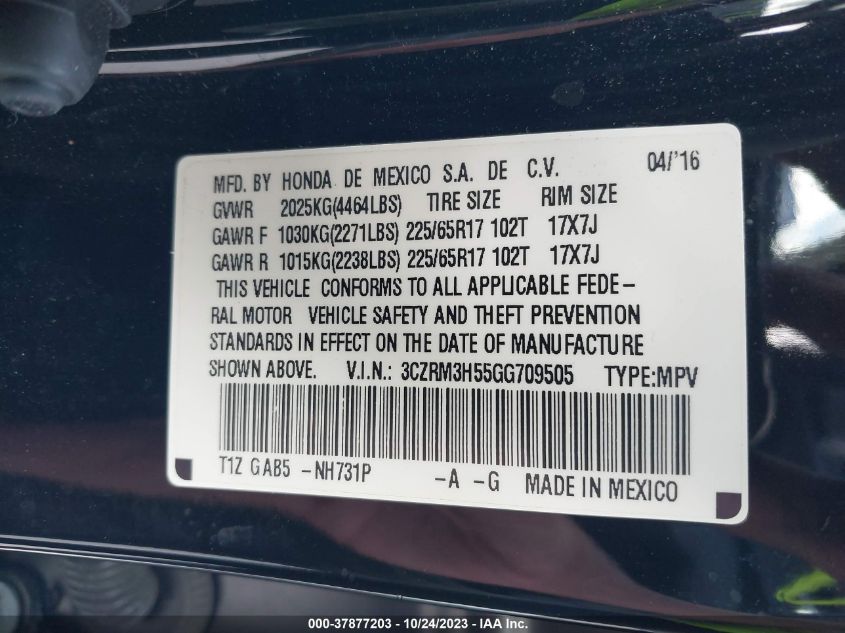 MFD. BY HONDA DE MEXICO S.A. DE C.V. 04/'16
GVWR 2025KG(4464LBS) TIRE SIZE RIM SIZE
GAWR F 1030KG(2271LBS) 225/65R17 102T 17X7J
GAWR R 1015KG(2238LBS) 225/65R17 102T 17X7J
THIS VEHICLE CONFORMS TO ALL APPLICABLE FEDE-
RAL MOTOR VEHICLE SAFETY AND THEFT PREVENTION
STANDARDS IN EFFECT ON THE DATE OF MANUFACTURE
SHOWN ABOVE. V.I.N.: 3CZRM3H55GG709505 TYPE:MPV
T1Z GAB5 -NH731P -A -G MADE IN MEXICO
000-37877203 - 10/24/2023 - IAA Inc.